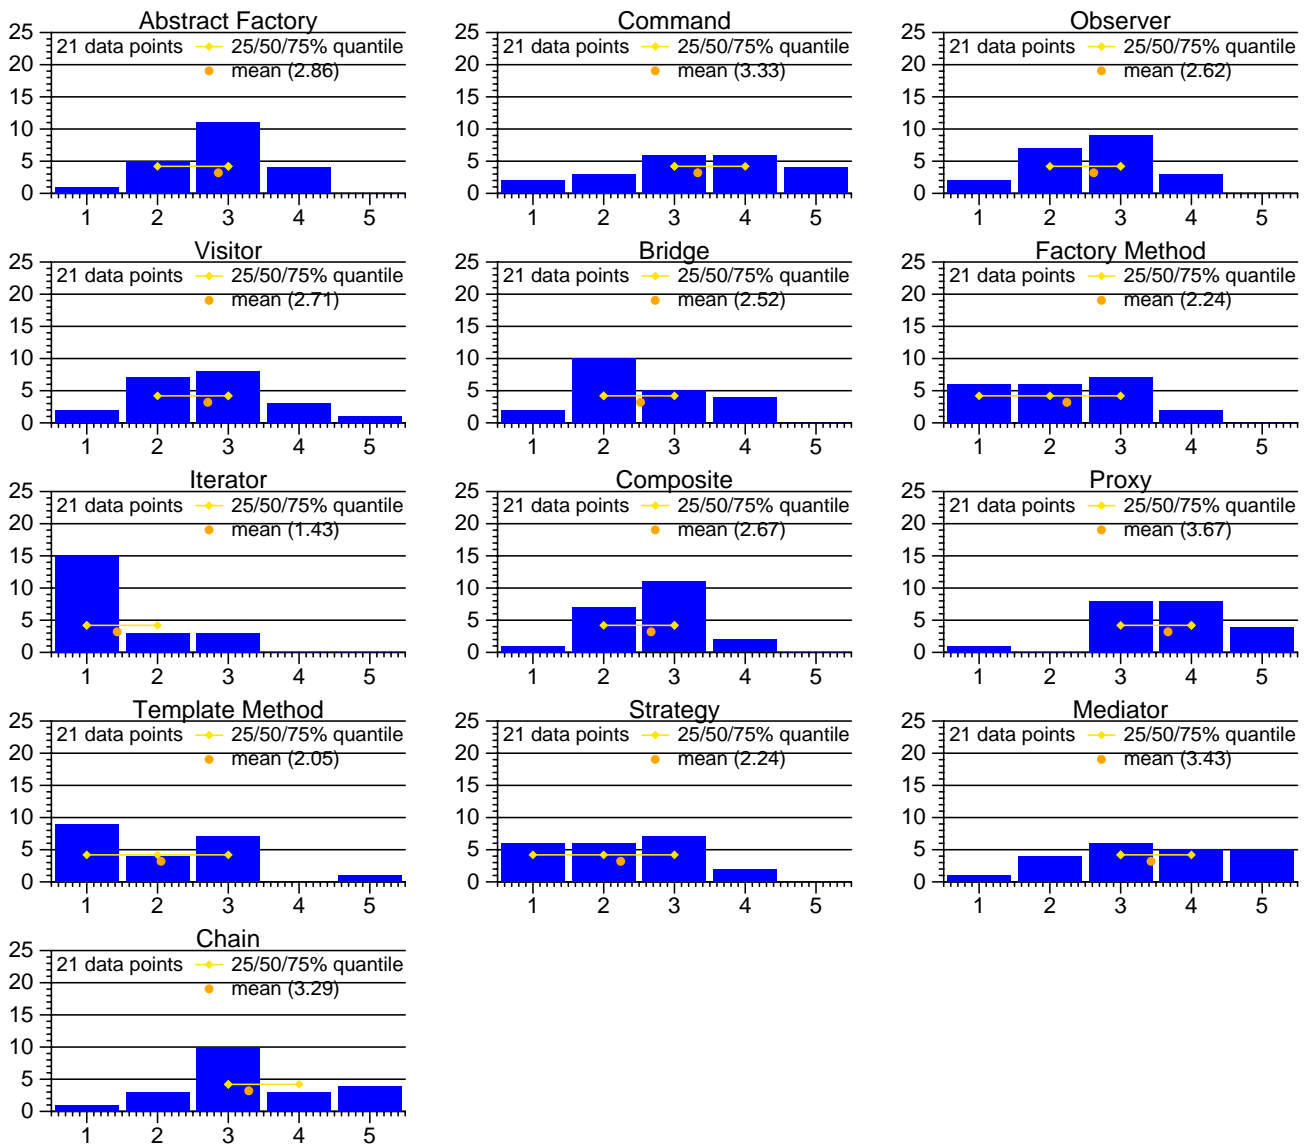 Abstract Factory
21 data points 25/50/75% quantile
mean (2.86)
25
20
15
10
5
0
1 2 3 4 5
Command
21 data points 25/50/75% quantile
mean (3.33)
25
20
15
10
5
0
1 2 3 4 5
Observer
21 data points 25/50/75% quantile
mean (2.62)
25
20
15
10
5
0
1 2 3 4 5
Visitor
21 data points 25/50/75% quantile
mean (2.71)
25
20
15
10
5
0
1 2 3 4 5
Bridge
21 data points 25/50/75% quantile
mean (2.52)
25
20
15
10
5
0
1 2 3 4 5
Factory Method
21 data points 25/50/75% quantile
mean (2.24)
25
20
15
10
5
0
1 2 3 4 5
Iterator
21 data points 25/50/75% quantile
mean (1.43)
25
20
15
10
5
0
1 2 3 4 5
Composite
21 data points 25/50/75% quantile
mean (2.67)
25
20
15
10
5
0
1 2 3 4 5
Proxy
21 data points 25/50/75% quantile
mean (3.67)
25
20
15
10
5
0
1 2 3 4 5
Template Method
21 data points 25/50/75% quantile
mean (2.05)
25
20
15
10
5
0
1 2 3 4 5
Strategy
21 data points 25/50/75% quantile
mean (2.24)
25
20
15
10
5
0
1 2 3 4 5
Mediator
21 data points 25/50/75% quantile
mean (3.43)
25
20
15
10
5
0
1 2 3 4 5
Chain
21 data points 25/50/75% quantile
mean (3.29)
25
20
15
10
5
0
1 2 3 4 5